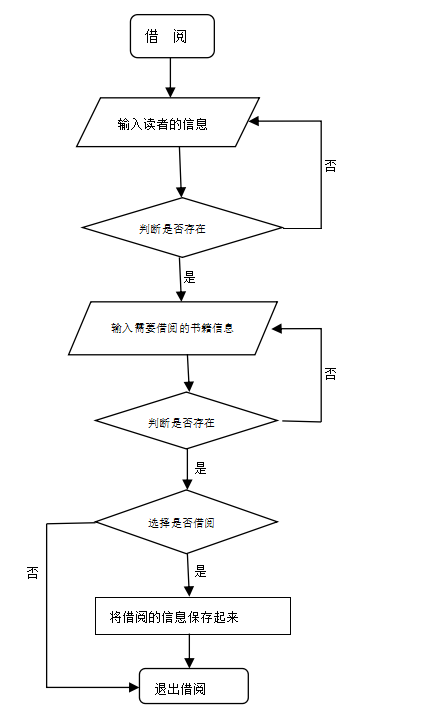 借 阅
输入读者的信息
否
判断是否存在
是
输入需要借阅的书籍信息
否
判断是否存在
是
选择是否借阅
否
是
将借阅的信息保存起来
退出借阅